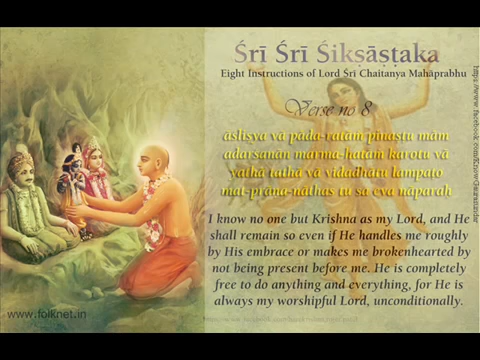 Śrī Śrī Śikṣāṣṭaka
Eight Instructions of Lord Śrī Chaitanya Mahāprabhu
Verse no 8
āśliṣya vā pāda-ratāṁ pinaṣṭu mām
adarśanān marma-hatāṁ karotu vā
yathā tathā vā vidadhātu lampaṭo
mat-prāṇa-nāthas tu sa eva nāparaḥ
I know no one but Krishna as my Lord, and He
shall remain so even if He handles me roughly
by His embrace or makes me brokenhearted by
not being present before me. He is completely
free to do anything and everything, for He is
always my worshipful Lord, unconditionally.
www.folknet.in